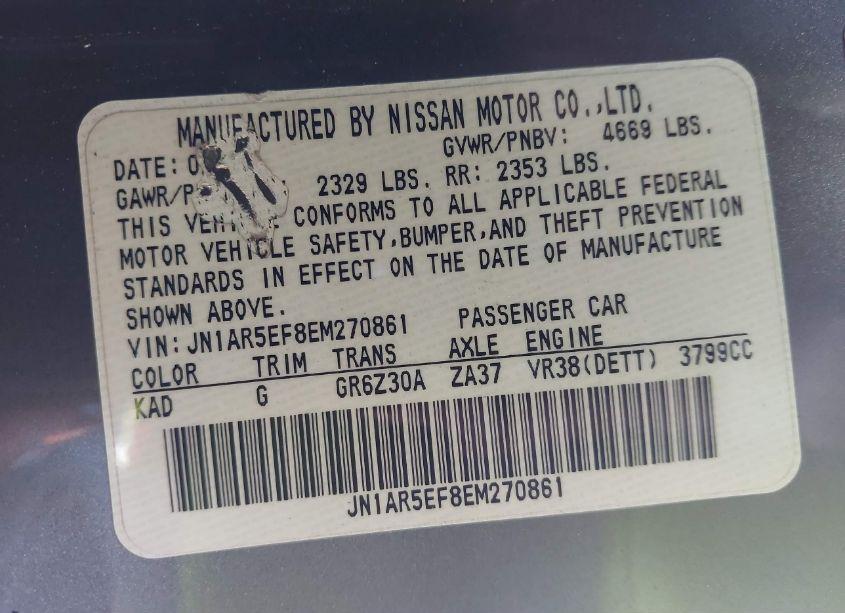 MANUFACTURED BY NISSAN MOTOR CO.,LTD.
DATE: GVWR/PNBV: 4669 LBS.
2329 LBS. RR: 2353 LBS.
THIS CONFORMS TO ALL APPLICABLE FEDERAL
MOTOR VEHICLE SAFETY,BUMPER,AND THEFT PREVENTION
STANDARDS IN EFFECT ON THE DATE OF MANUFACTURE
SHOWN ABOVE.
VIN: JN1AR5EF8EM270861 PASSENGER CAR
COLOR TRIM TRANS AXLE ENGINE
KAD G GR6Z30A ZA37 VR38(DETT) 3799CC
JN1AR5EF8EM270861